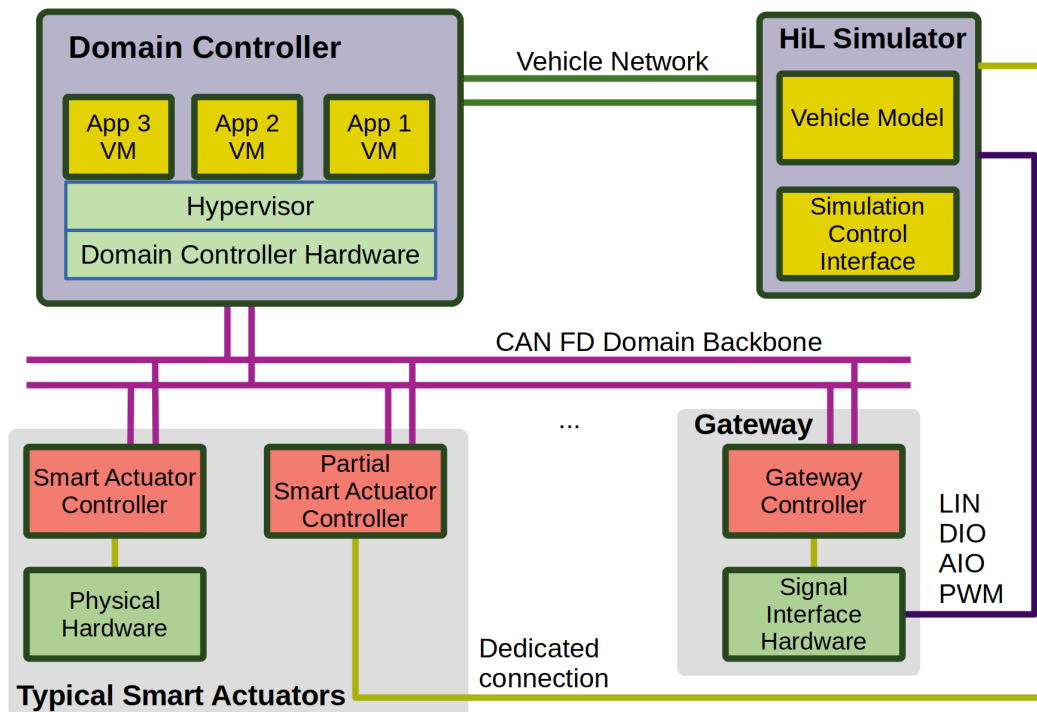 Domain Controller
App 3
VM
App 2
VM
App 1
VM
Hypervisor
Domain Controller Hardware
Vehicle Network
HiL Simulator
Vehicle Model
Simulation
Control
Interface
CAN FD Domain Backbone
...
Smart Actuator
Controller
Partial
Smart Actuator
Controller
Physical
Hardware
Typical Smart Actuators
Dedicated
connection
Gateway
Gateway
Controller
Signal
Interface
Hardware
LIN
DIO
AIO
PWM